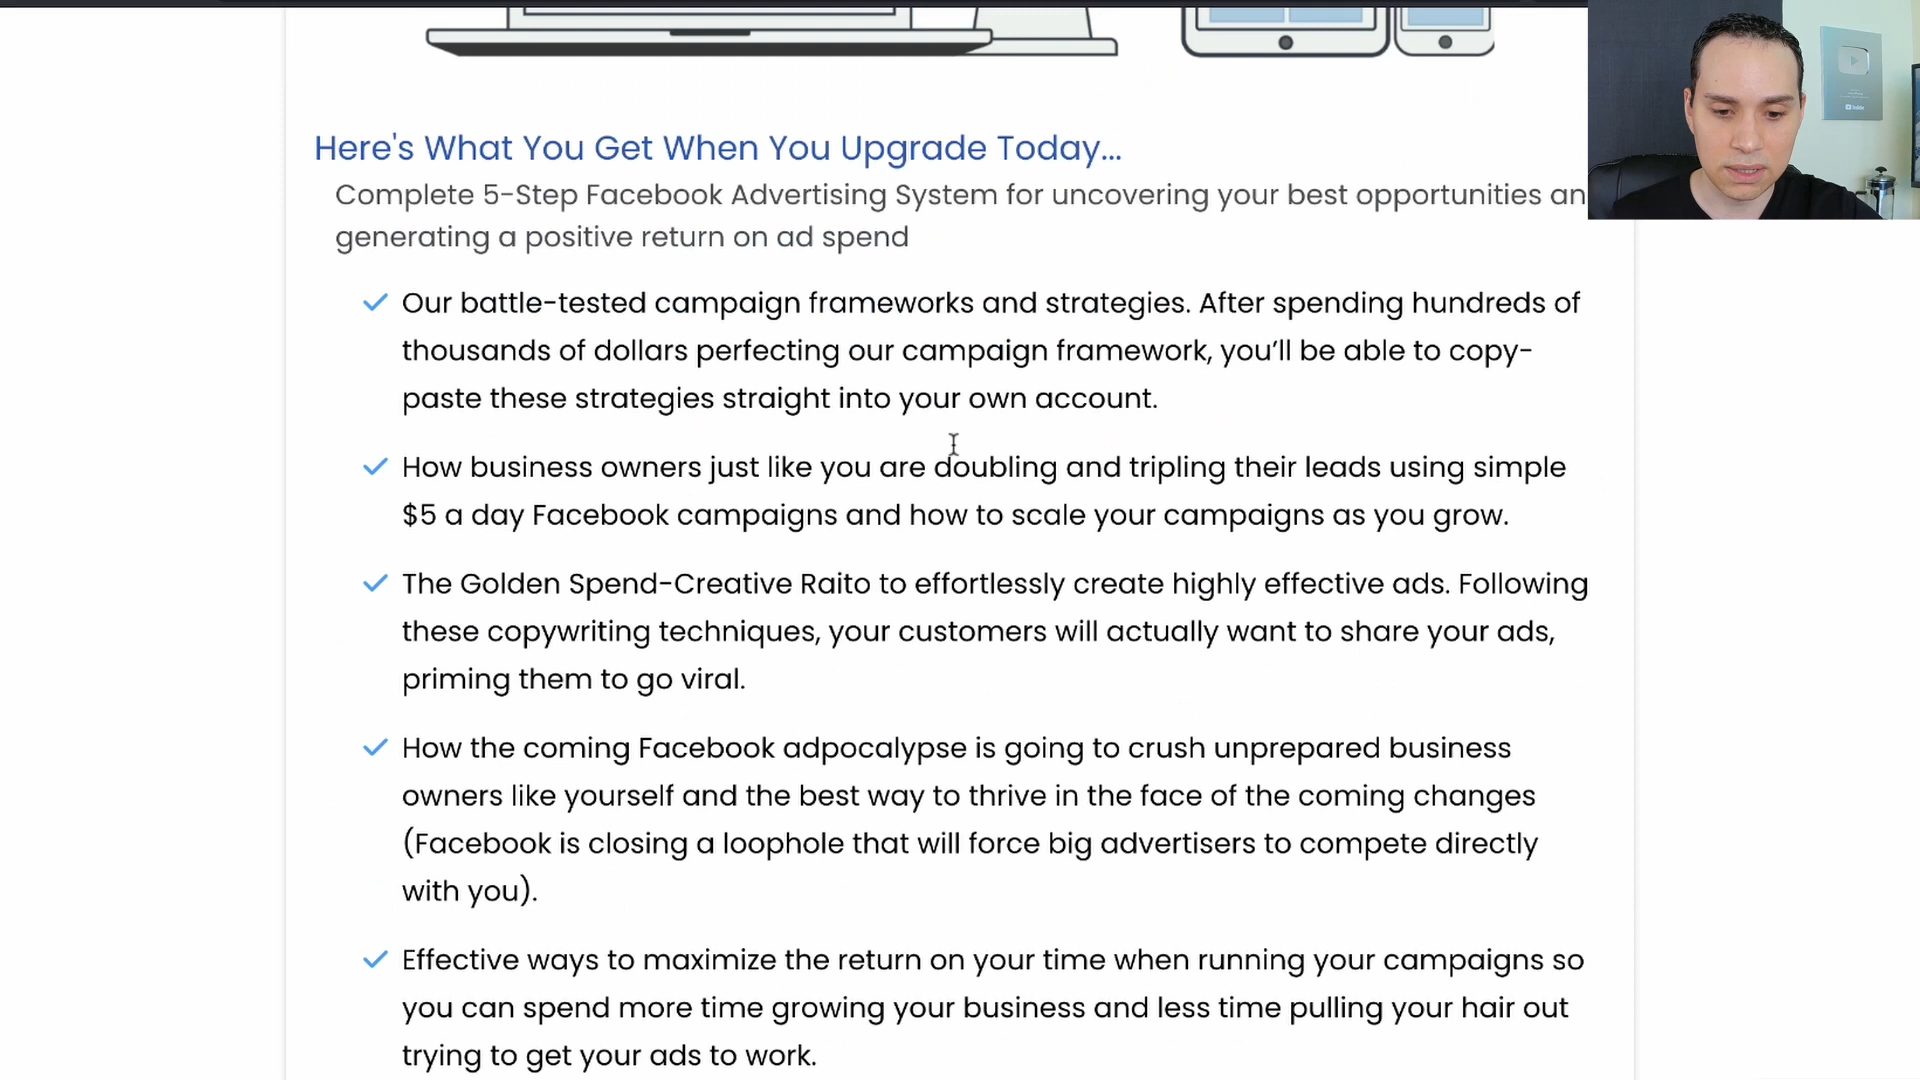 Here's What You Get When You Upgrade Today...
Complete 5-Step Facebook Advertising System for uncovering your best opportunities an
generating a positive return on ad spend
Our battle-tested campaign frameworks and strategies. After spending hundreds of
thousands of dollars perfecting our campaign framework, you’ll be able to copy-
paste these strategies straight into your own account.
How business owners just like you are doubling and tripling their leads using simple
$5 a day Facebook campaigns and how to scale your campaigns as you grow.
The Golden Spend-Creative Raito to effortlessly create highly effective ads. Following
these copywriting techniques, your customers will actually want to share your ads,
priming them to go viral.
How the coming Facebook adpocalypse is going to crush unprepared business
owners like yourself and the best way to thrive in the face of the coming changes
(Facebook is closing a loophole that will force big advertisers to compete directly
with you).
Effective ways to maximize the return on your time when running your campaigns so
you can spend more time growing your business and less time pulling your hair out
trying to get your ads to work.